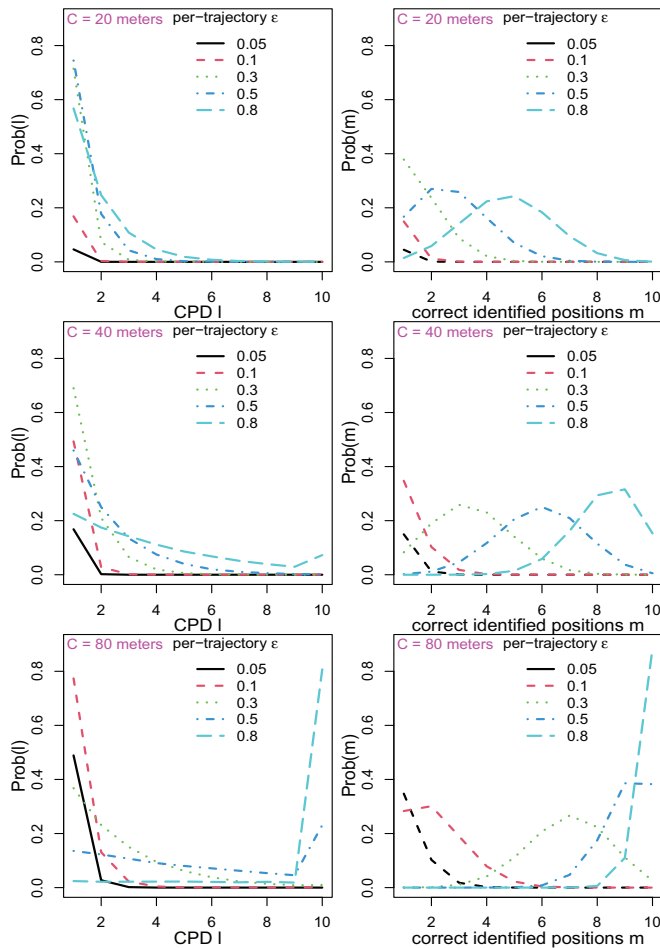 C = 20 meters per-trajectory ε
0.05
0.1
0.3
0.5
0.8
Prob(l)
0.0 0.2 0.4 0.6 0.8
2 4 6 8 10
CPD l
C = 20 meters per-trajectory ε
0.05
0.1
0.3
0.5
0.8
Prob(m)
0.0 0.2 0.4 0.6 0.8
2 4 6 8 10
correct identified positions m
C = 40 meters per-trajectory ε
0.05
0.1
0.3
0.5
0.8
Prob(l)
0.0 0.2 0.4 0.6 0.8
2 4 6 8 10
CPD l
C = 40 meters per-trajectory ε
0.05
0.1
0.3
0.5
0.8
Prob(m)
0.0 0.2 0.4 0.6 0.8
2 4 6 8 10
correct identified positions m
C = 80 meters per-trajectory ε
0.05
0.1
0.3
0.5
0.8
Prob(l)
0.0 0.2 0.4 0.6 0.8
2 4 6 8 10
CPD l
C = 80 meters per-trajectory ε
0.05
0.1
0.3
0.5
0.8
Prob(m)
0.0 0.2 0.4 0.6 0.8
2 4 6 8 10
correct identified positions m